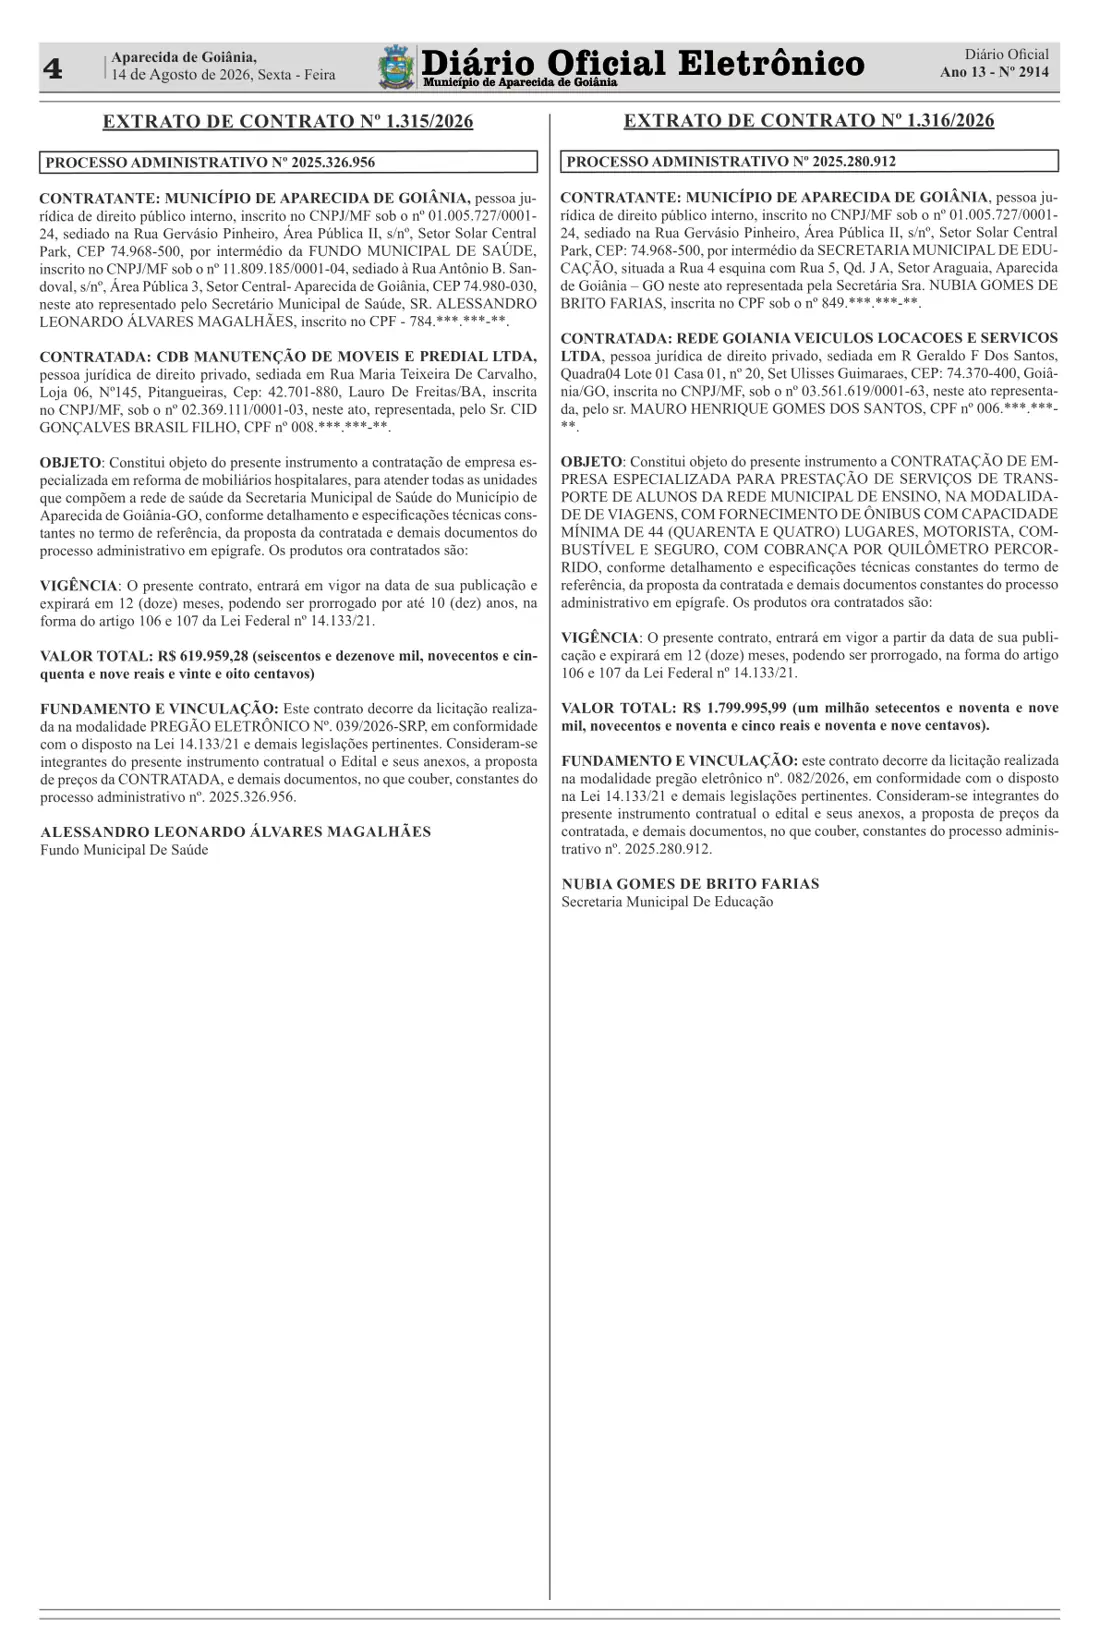 4
Aparecida de Goiânia,
14 de Agosto de 2026, Sexta - Feira
Diário Oficial Eletrônico
Município de Aparecida de Goiânia
Diário Oficial
Ano 13 - Nº 2914
EXTRATO DE CONTRATO Nº 1.315/2026
PROCESSO ADMINISTRATIVO Nº 2025.326.956
CONTRATANTE: MUNICÍPIO DE APARECIDA DE GOIÂNIA, pessoa ju-
rídica de direito público interno, inscrito no CNPJ/MF sob o nº 01.005.727/0001-
24, sediado na Rua Gervásio Pinheiro, Área Pública II, s/nº, Setor Solar Central
Park, CEP 74.968-500, por intermédio da FUNDO MUNICIPAL DE SAÚDE,
inscrito no CNPJ/MF sob o nº 11.809.185/0001-04, sediado à Rua Antônio B. San-
doval, s/nº, Área Pública 3, Setor Central- Aparecida de Goiânia, CEP 74.980-030,
neste ato representado pelo Secretário Municipal de Saúde, SR. ALESSANDRO
LEONARDO ÁLVARES MAGALHÃES, inscrito no CPF - 784.***.***-**.
CONTRATADA: CDB MANUTENÇÃO DE MOVEIS E PREDIAL LTDA,
pessoa jurídica de direito privado, sediada em Rua Maria Teixeira De Carvalho,
Loja 06, Nº145, Pitangueiras, Cep: 42.701-880, Lauro De Freitas/BA, inscrita
no CNPJ/MF, sob o nº 02.369.111/0001-03, neste ato, representada, pelo Sr. CID
GONÇALVES BRASIL FILHO, CPF nº 008.***.***-**.
OBJETO: Constitui objeto do presente instrumento a contratação de empresa es-
pecializada em reforma de mobiliários hospitalares, para atender todas as unidades
que compõem a rede de saúde da Secretaria Municipal de Saúde do Município de
Aparecida de Goiânia-GO, conforme detalhamento e especificações técnicas cons-
tantes no termo de referência, da proposta da contratada e demais documentos do
processo administrativo em epígrafe. Os produtos ora contratados são:
VIGÊNCIA: O presente contrato, entrará em vigor na data de sua publicação e
expirará em 12 (doze) meses, podendo ser prorrogado por até 10 (dez) anos, na
forma do artigo 106 e 107 da Lei Federal nº 14.133/21.
VALOR TOTAL: R$ 619.959,28 (seiscentos e dezenove mil, novecentos e cin-
quenta e nove reais e vinte e oito centavos)
FUNDAMENTO E VINCULAÇÃO: Este contrato decorre da licitação realiza-
da na modalidade PREGÃO ELETRÔNICO Nº. 039/2026-SRP, em conformidade
com o disposto na Lei 14.133/21 e demais legislações pertinentes. Consideram-se
integrantes do presente instrumento contratual o Edital e seus anexos, a proposta
de preços da CONTRATADA, e demais documentos, no que couber, constantes do
processo administrativo nº. 2025.326.956.
ALESSANDRO LEONARDO ÁLVARES MAGALHÃES
Fundo Municipal De Saúde
EXTRATO DE CONTRATO Nº 1.316/2026
PROCESSO ADMINISTRATIVO Nº 2025.280.912
CONTRATANTE: MUNICÍPIO DE APARECIDA DE GOIÂNIA, pessoa ju-
rídica de direito público interno, inscrito no CNPJ/MF sob o nº 01.005.727/0001-
24, sediado na Rua Gervásio Pinheiro, Área Pública II, s/nº, Setor Solar Central
Park, CEP: 74.968-500, por intermédio da SECRETARIA MUNICIPAL DE EDU-
CAÇÃO, situada a Rua 4 esquina com Rua 5, Qd. J A, Setor Araguaia, Aparecida
de Goiânia – GO neste ato representada pela Secretária Sra. NUBIA GOMES DE
BRITO FARIAS, inscrita no CPF sob o nº 849.***.***-**.
CONTRATADA: REDE GOIANIA VEICULOS LOCACOES E SERVICOS
LTDA, pessoa jurídica de direito privado, sediada em R Geraldo F Dos Santos,
Quadra04 Lote 01 Casa 01, nº 20, Set Ulisses Guimaraes, CEP: 74.370-400, Goiâ-
nia/GO, inscrita no CNPJ/MF, sob o nº 03.561.619/0001-63, neste ato representa-
da, pelo sr. MAURO HENRIQUE GOMES DOS SANTOS, CPF nº 006.***.***-
**.
OBJETO: Constitui objeto do presente instrumento a CONTRATAÇÃO DE EM-
PRESA ESPECIALIZADA PARA PRESTAÇÃO DE SERVIÇOS DE TRANS-
PORTE DE ALUNOS DA REDE MUNICIPAL DE ENSINO, NA MODALIDA-
DE DE VIAGENS, COM FORNECIMENTO DE ÔNIBUS COM CAPACIDADE
MÍNIMA DE 44 (QUARENTA E QUATRO) LUGARES, MOTORISTA, COM-
BUSTÍVEL E SEGURO, COM COBRANÇA POR QUILÔMETRO PERCOR-
RIDO, conforme detalhamento e especificações técnicas constantes do termo de
referência, da proposta da contratada e demais documentos constantes do processo
administrativo em epígrafe. Os produtos ora contratados são:
VIGÊNCIA: O presente contrato, entrará em vigor a partir da data de sua publi-
cação e expirará em 12 (doze) meses, podendo ser prorrogado, na forma do artigo
106 e 107 da Lei Federal nº 14.133/21.
VALOR TOTAL: R$ 1.799.995,99 (um milhão setecentos e noventa e nove
mil, novecentos e noventa e cinco reais e noventa e nove centavos).
FUNDAMENTO E VINCULAÇÃO: este contrato decorre da licitação realizada
na modalidade pregão eletrônico nº. 082/2026, em conformidade com o disposto
na Lei 14.133/21 e demais legislações pertinentes. Consideram-se integrantes do
presente instrumento contratual o edital e seus anexos, a proposta de preços da
contratada, e demais documentos, no que couber, constantes do processo adminis-
trativo nº. 2025.280.912.
NUBIA GOMES DE BRITO FARIAS
Secretaria Municipal De Educação